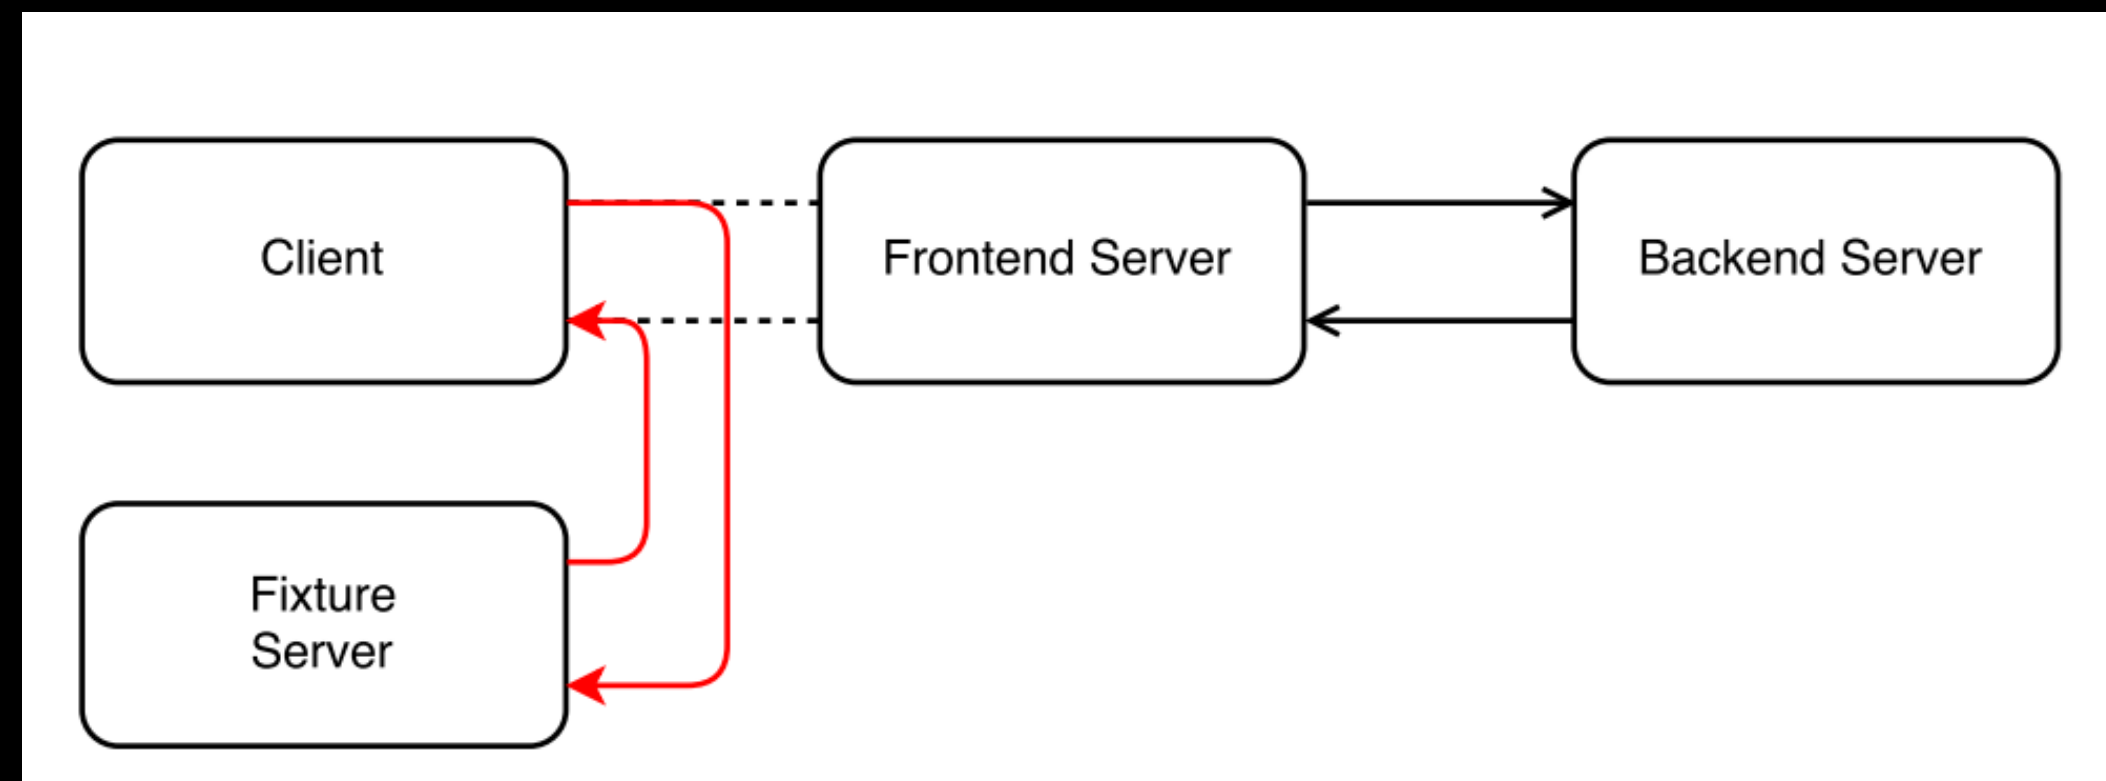 Client
Frontend Server
Backend Server
Fixture
Server